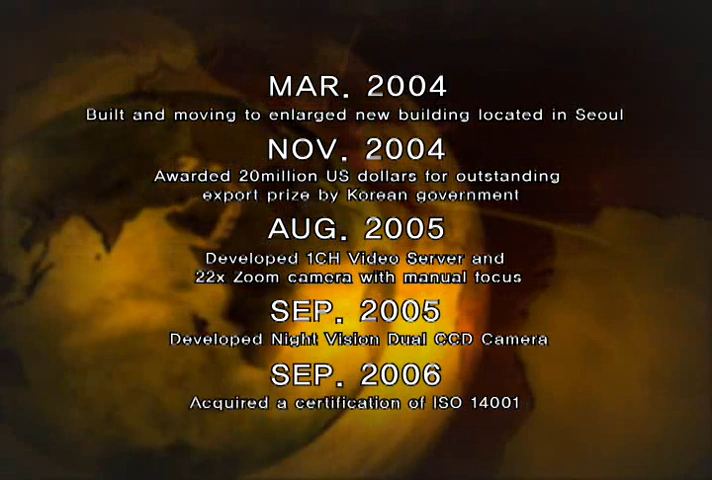 MAR. 2004
Built and moving to enlarged new building located in Seoul
NOV. 2004
Awarded 20million US dollars for outstanding
export prize by Korean government
AUG. 2005
Developed 1CH Video Server and
22x Zoom camera with manual focus
SEP. 2005
Developed Night Vision Dual CCD Camera
SEP. 2006
Acquired a certification of ISO 14001